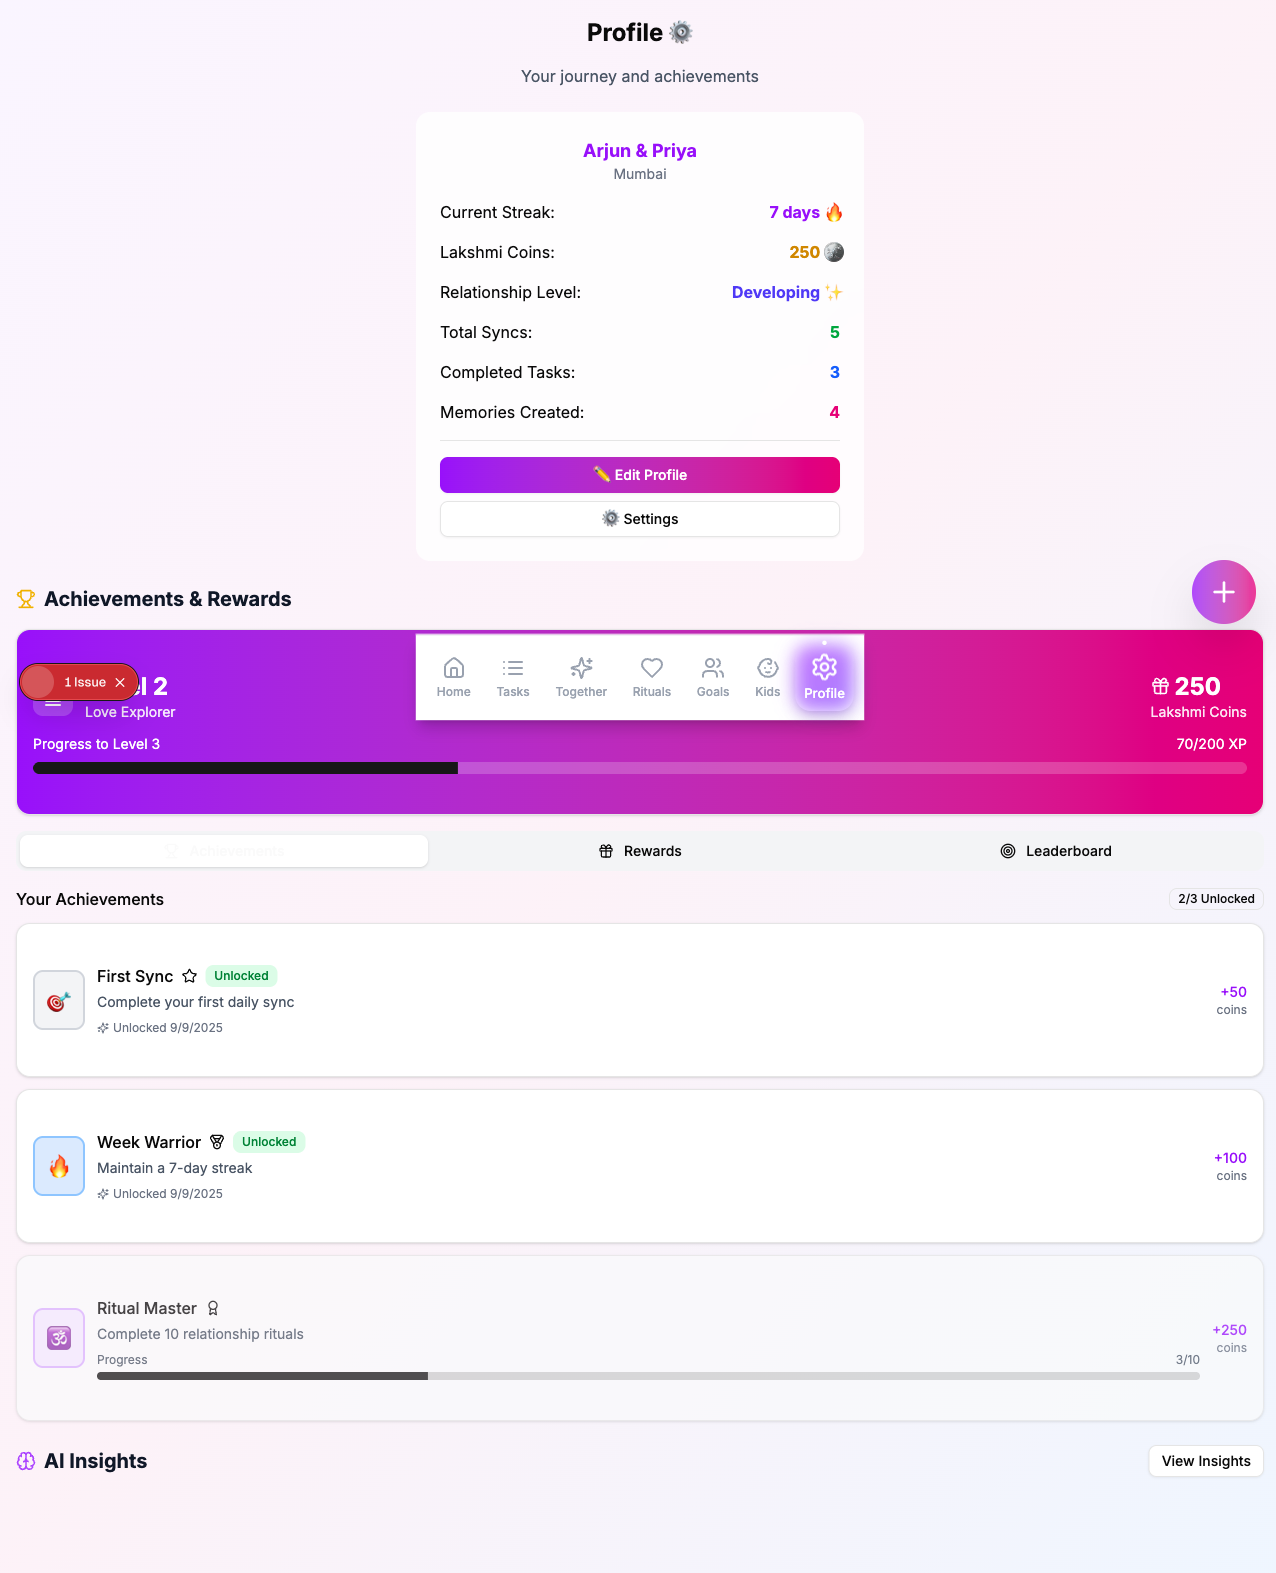 Profile
Your journey and achievements
Arjun & Priya
Mumbai
Current Streak: 7 days
Lakshmi Coins: 250
Relationship Level: Developing
Total Syncs: 5
Completed Tasks: 3
Memories Created: 4
Edit Profile
Settings
Achievements & Rewards
Home Tasks Together Rituals Goals Kids Profile
1 Issue
2
250
Love Explorer
Lakshmi Coins
Progress to Level 3
70/200 XP
Achievements
Rewards
Leaderboard
Your Achievements
2/3 Unlocked
First Sync Unlocked
Complete your first daily sync
Unlocked 9/9/2025
+50
coins
Week Warrior Unlocked
Maintain a 7-day streak
Unlocked 9/9/2025
+100
coins
Ritual Master
Complete 10 relationship rituals
Progress
3/10
+250
coins
AI Insights
View Insights